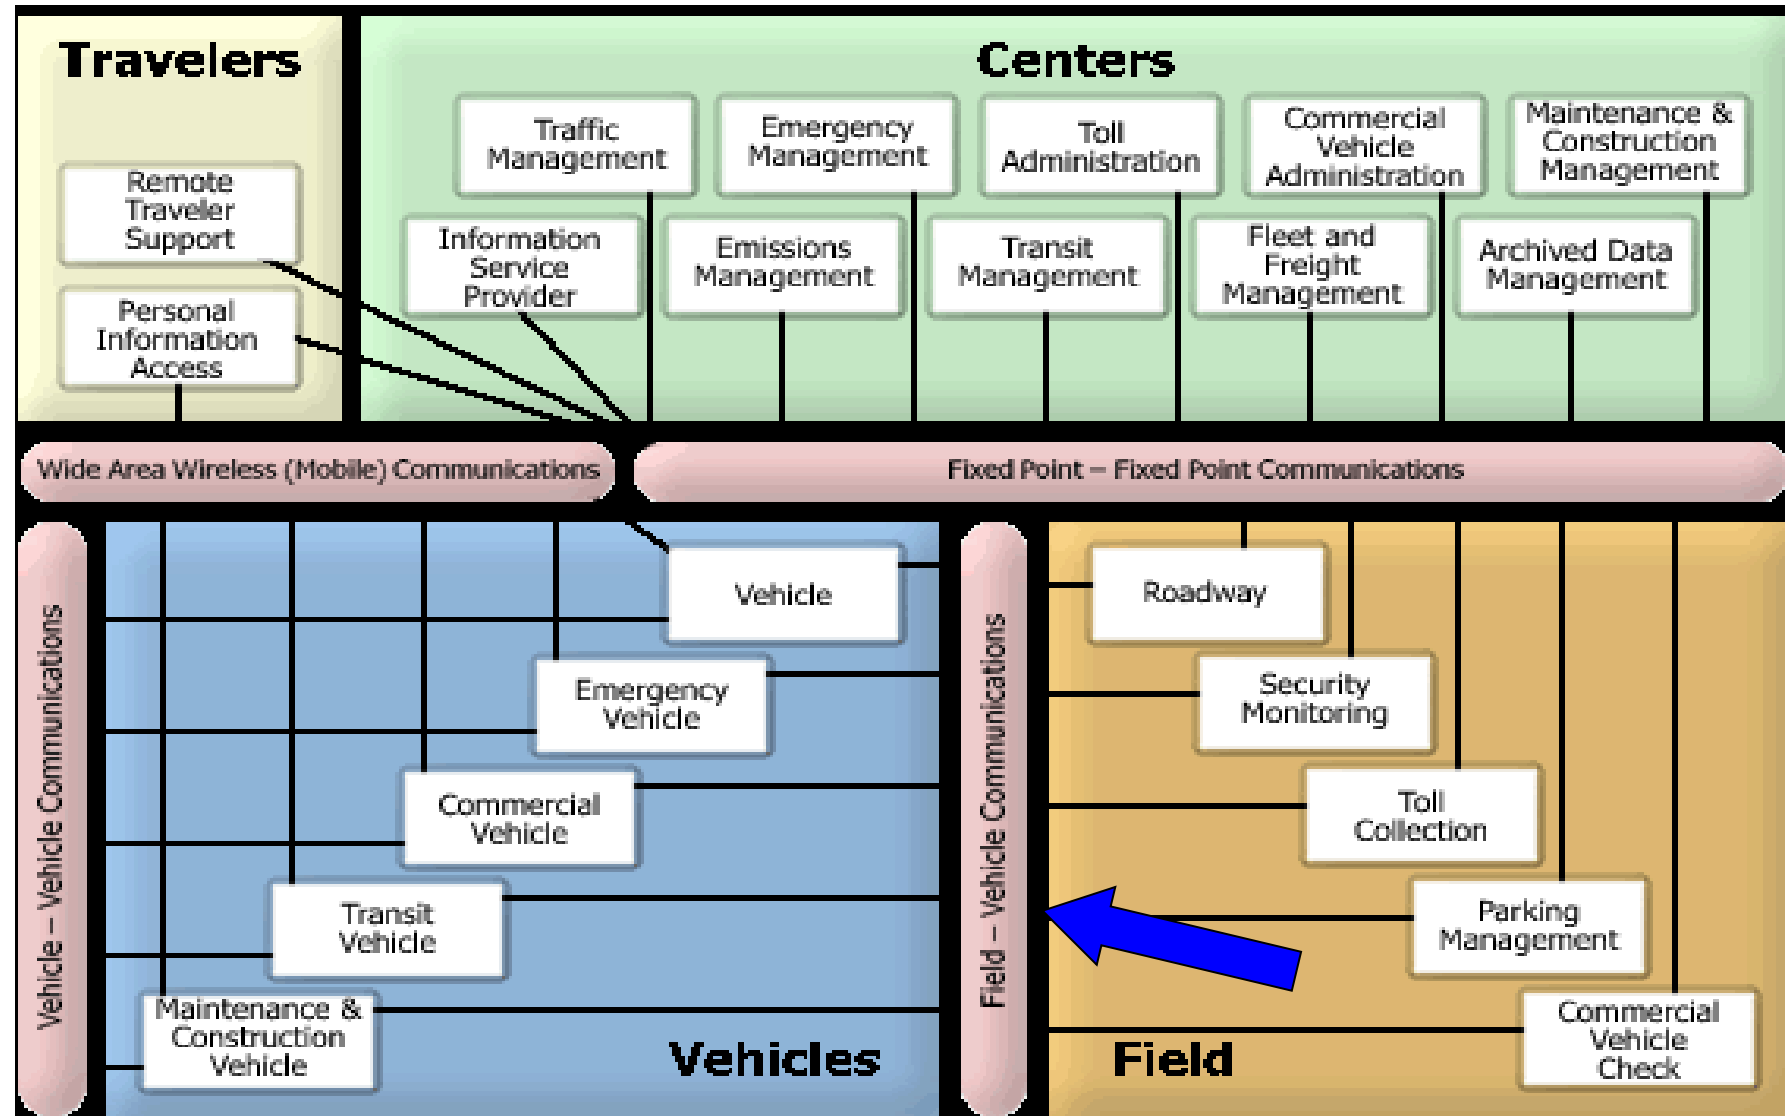 Travelers
Centers
Traffic
Management
Emergency
Management
Toll
Administration
Commercial
Vehicle
Administration
Maintenance &
Construction
Management
Remote
Traveler
Support
Information
Service
Provider
Emissions
Management
Transit
Management
Fleet and
Freight
Management
Archived Data
Management
Personal
Information
Access
Wide Area Wireless (Mobile) Communications
Fixed Point – Fixed Point Communications
Vehicle – Vehicle Communications
Vehicle
Emergency
Vehicle
Commercial
Vehicle
Transit
Vehicle
Maintenance &
Construction
Vehicle
Vehicles
Field – Vehicle Communications
Roadway
Security
Monitoring
Toll
Collection
Parking
Management
Commercial
Vehicle
Check
Field